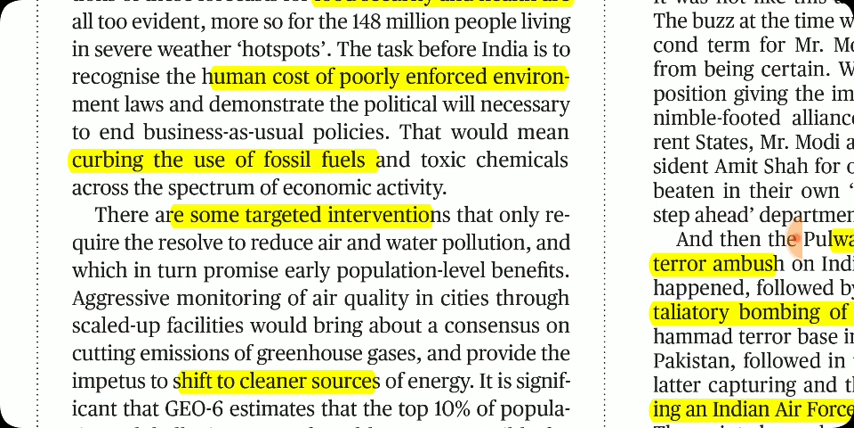 all too evident, more so for the 148 million people living
in severe weather ‘hotspots’. The task before India is to
recognise the human cost of poorly enforced environ-
ment laws and demonstrate the political will necessary
to end business-as-usual policies. That would mean
curbing the use of fossil fuels and toxic chemicals
across the spectrum of economic activity.
There are some targeted interventions that only re-
quire the resolve to reduce air and water pollution, and
which in turn promise early population-level benefits.
Aggressive monitoring of air quality in cities through
scaled-up facilities would bring about a consensus on
cutting emissions of greenhouse gases, and provide the
impetus to shift to cleaner sources of energy. It is signif-
icant that GEO-6 estimates that the top 10% of popula-
The buzz at the time w
cond term for Mr. Mo
from being certain. W
position giving the im
nimble-footed alliance
rent States, Mr. Modi a
sident Amit Shah for o
beaten in their own ‘
step ahead’ departmen
And then the Pulwa
terror ambush on Indi
happened, followed by
taliatory bombing of
hammad terror base in
Pakistan, followed in
latter capturing and th
ing an Indian Air Force